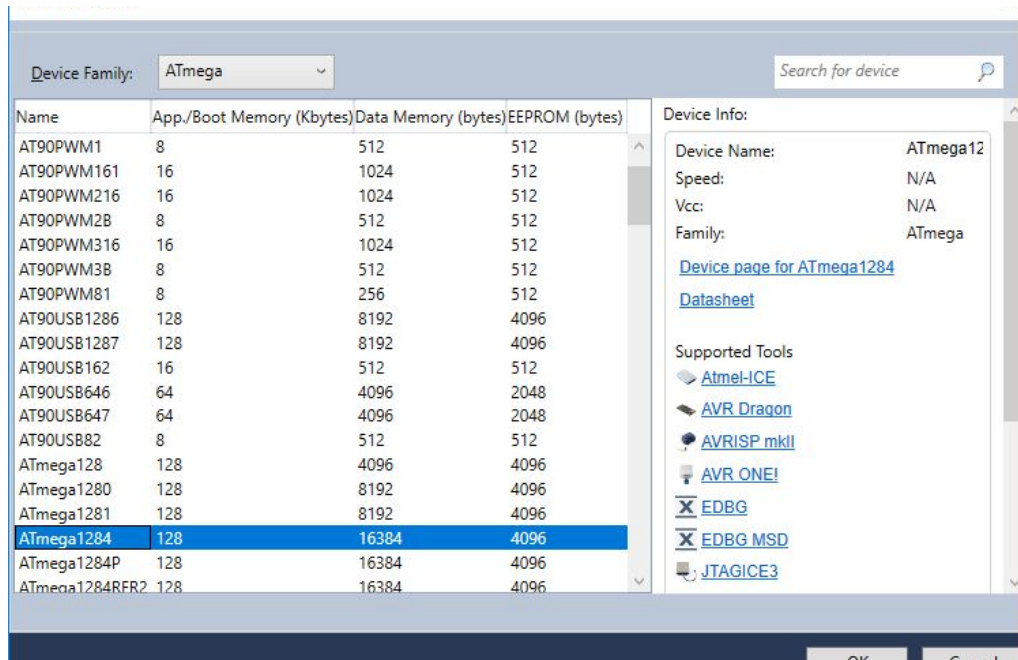 Device Family: ATmega Search for device
Name App./Boot Memory (Kbytes) Data Memory (bytes) EEPROM (bytes)
AT90PWM1 8 512 512
AT90PWM161 16 1024 512
AT90PWM216 16 1024 512
AT90PWM2B 8 512 512
AT90PWM316 16 1024 512
AT90PWM3B 8 512 512
AT90PWM81 8 256 512
AT90USB1286 128 8192 4096
AT90USB1287 128 8192 4096
AT90USB162 16 512 512
AT90USB646 64 4096 2048
AT90USB647 64 4096 2048
AT90USB82 8 512 512
ATmega128 128 4096 4096
ATmega1280 128 8192 4096
ATmega1281 128 8192 4096
ATmega1284 128 16384 4096
ATmega1284P 128 16384 4096
ATmega1284RFR2 128 16384 4096
Device Info:
Device Name: ATmega12
Speed: N/A
Vcc: N/A
Family: ATmega
Device page for ATmega1284
Datasheet
Supported Tools
Atmel-ICE
AVR Dragon
AVRISP mkII
AVR ONE!
EDBG
EDBG MSD
JTAGICE3